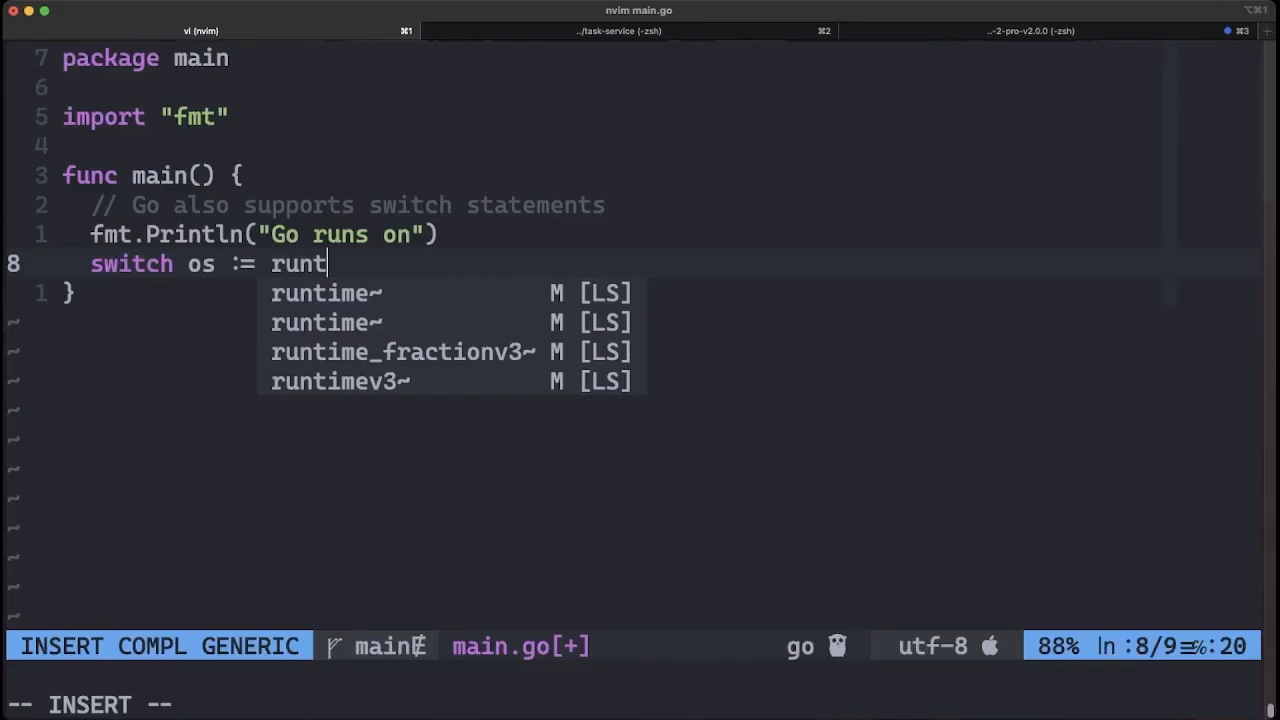 nvim main.go
⌥⌘1
vi (nvim) ⌘1 ../task-service (-zsh) ⌘2 ..-2-pro-v2.0.0 (-zsh) ⌘3 +
7 package main
6
5 import "fmt"
4
3 func main() {
2 // Go also supports switch statements
1 fmt.Println("Go runs on")
8 switch os := runt
1 }
runtime~ M [LS]
runtime~ M [LS]
runtime_fractionv3~ M [LS]
runtimev3~ M [LS]
~
~
~
~
~
~
~
~
~
~
~
INSERT COMPL GENERIC main main.go[+] go utf-8 88% ln :8/9 :20
-- INSERT --